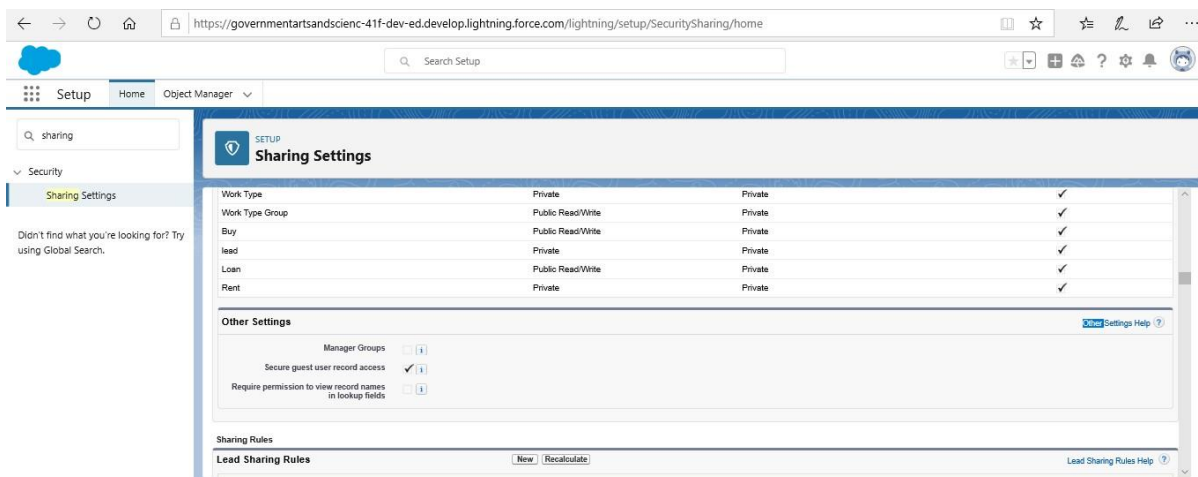 https://governmentartsandscienc-41f-dev-ed.develop.lightning.force.com/lightning/setup/SecuritySharing/home
Search Setup
Setup Home Object Manager
sharing
Security
Sharing Settings
Didn't find what you're looking for? Try
using Global Search.
SETUP
Sharing Settings
Work Type Private Private ✓
Work Type Group Public Read/Write Private ✓
Buy Public Read/Write Private ✓
lead Private Private ✓
Loan Public Read/Write Private ✓
Rent Private Private ✓
Other Settings Other Settings Help ?
Manager Groups i
Secure guest user record access ✓ i
Require permission to view record names
in lookup fields i
Sharing Rules
Lead Sharing Rules New Recalculate Lead Sharing Rules Help ?